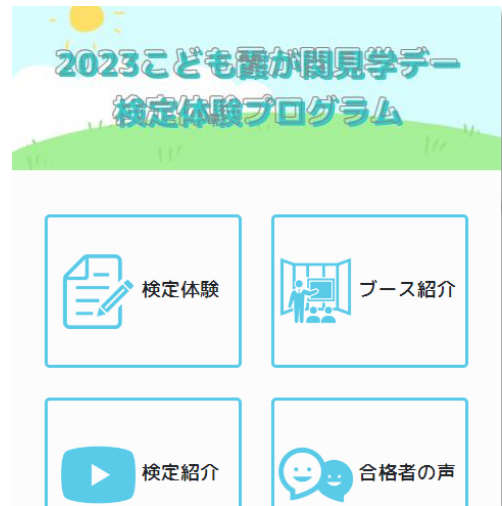 2023こども霞が関見学デー
検定体験プログラム
検定体験
ブース紹介
検定紹介
合格者の声